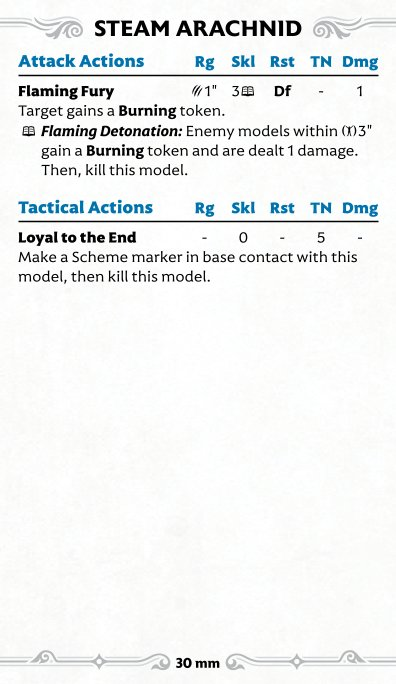 STEAM ARACHNID
Attack Actions Rg Skl Rst TN Dmg
Flaming Fury 1" 3 Df - 1
Target gains a Burning token.
Flaming Detonation: Enemy models within 3"
gain a Burning token and are dealt 1 damage.
Then, kill this model.
Tactical Actions Rg Skl Rst TN Dmg
Loyal to the End - 0 - 5 -
Make a Scheme marker in base contact with this
model, then kill this model.
30 mm